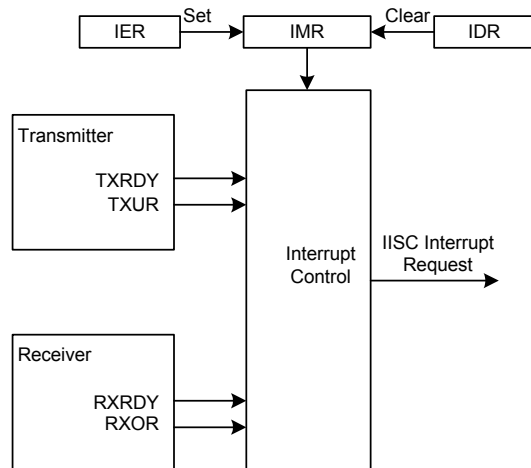 Set
Clear
IER
IMR
IDR
Transmitter
TXRDY
TXUR
Interrupt
Control
IISC Interrupt
Request
Receiver
RXRDY
RXOR